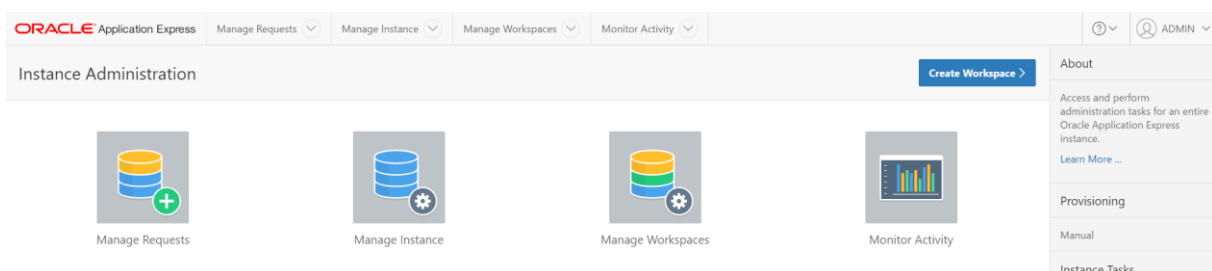 ORACLE Application Express Manage Requests Manage Instance Manage Workspaces Monitor Activity ? ADMIN
Instance Administration
Create Workspace >
Manage Requests
Manage Instance
Manage Workspaces
Monitor Activity
About
Access and perform
administration tasks for an entire
Oracle Application Express
instance.
Learn More ...
Provisioning
Manual
Instance Tasks